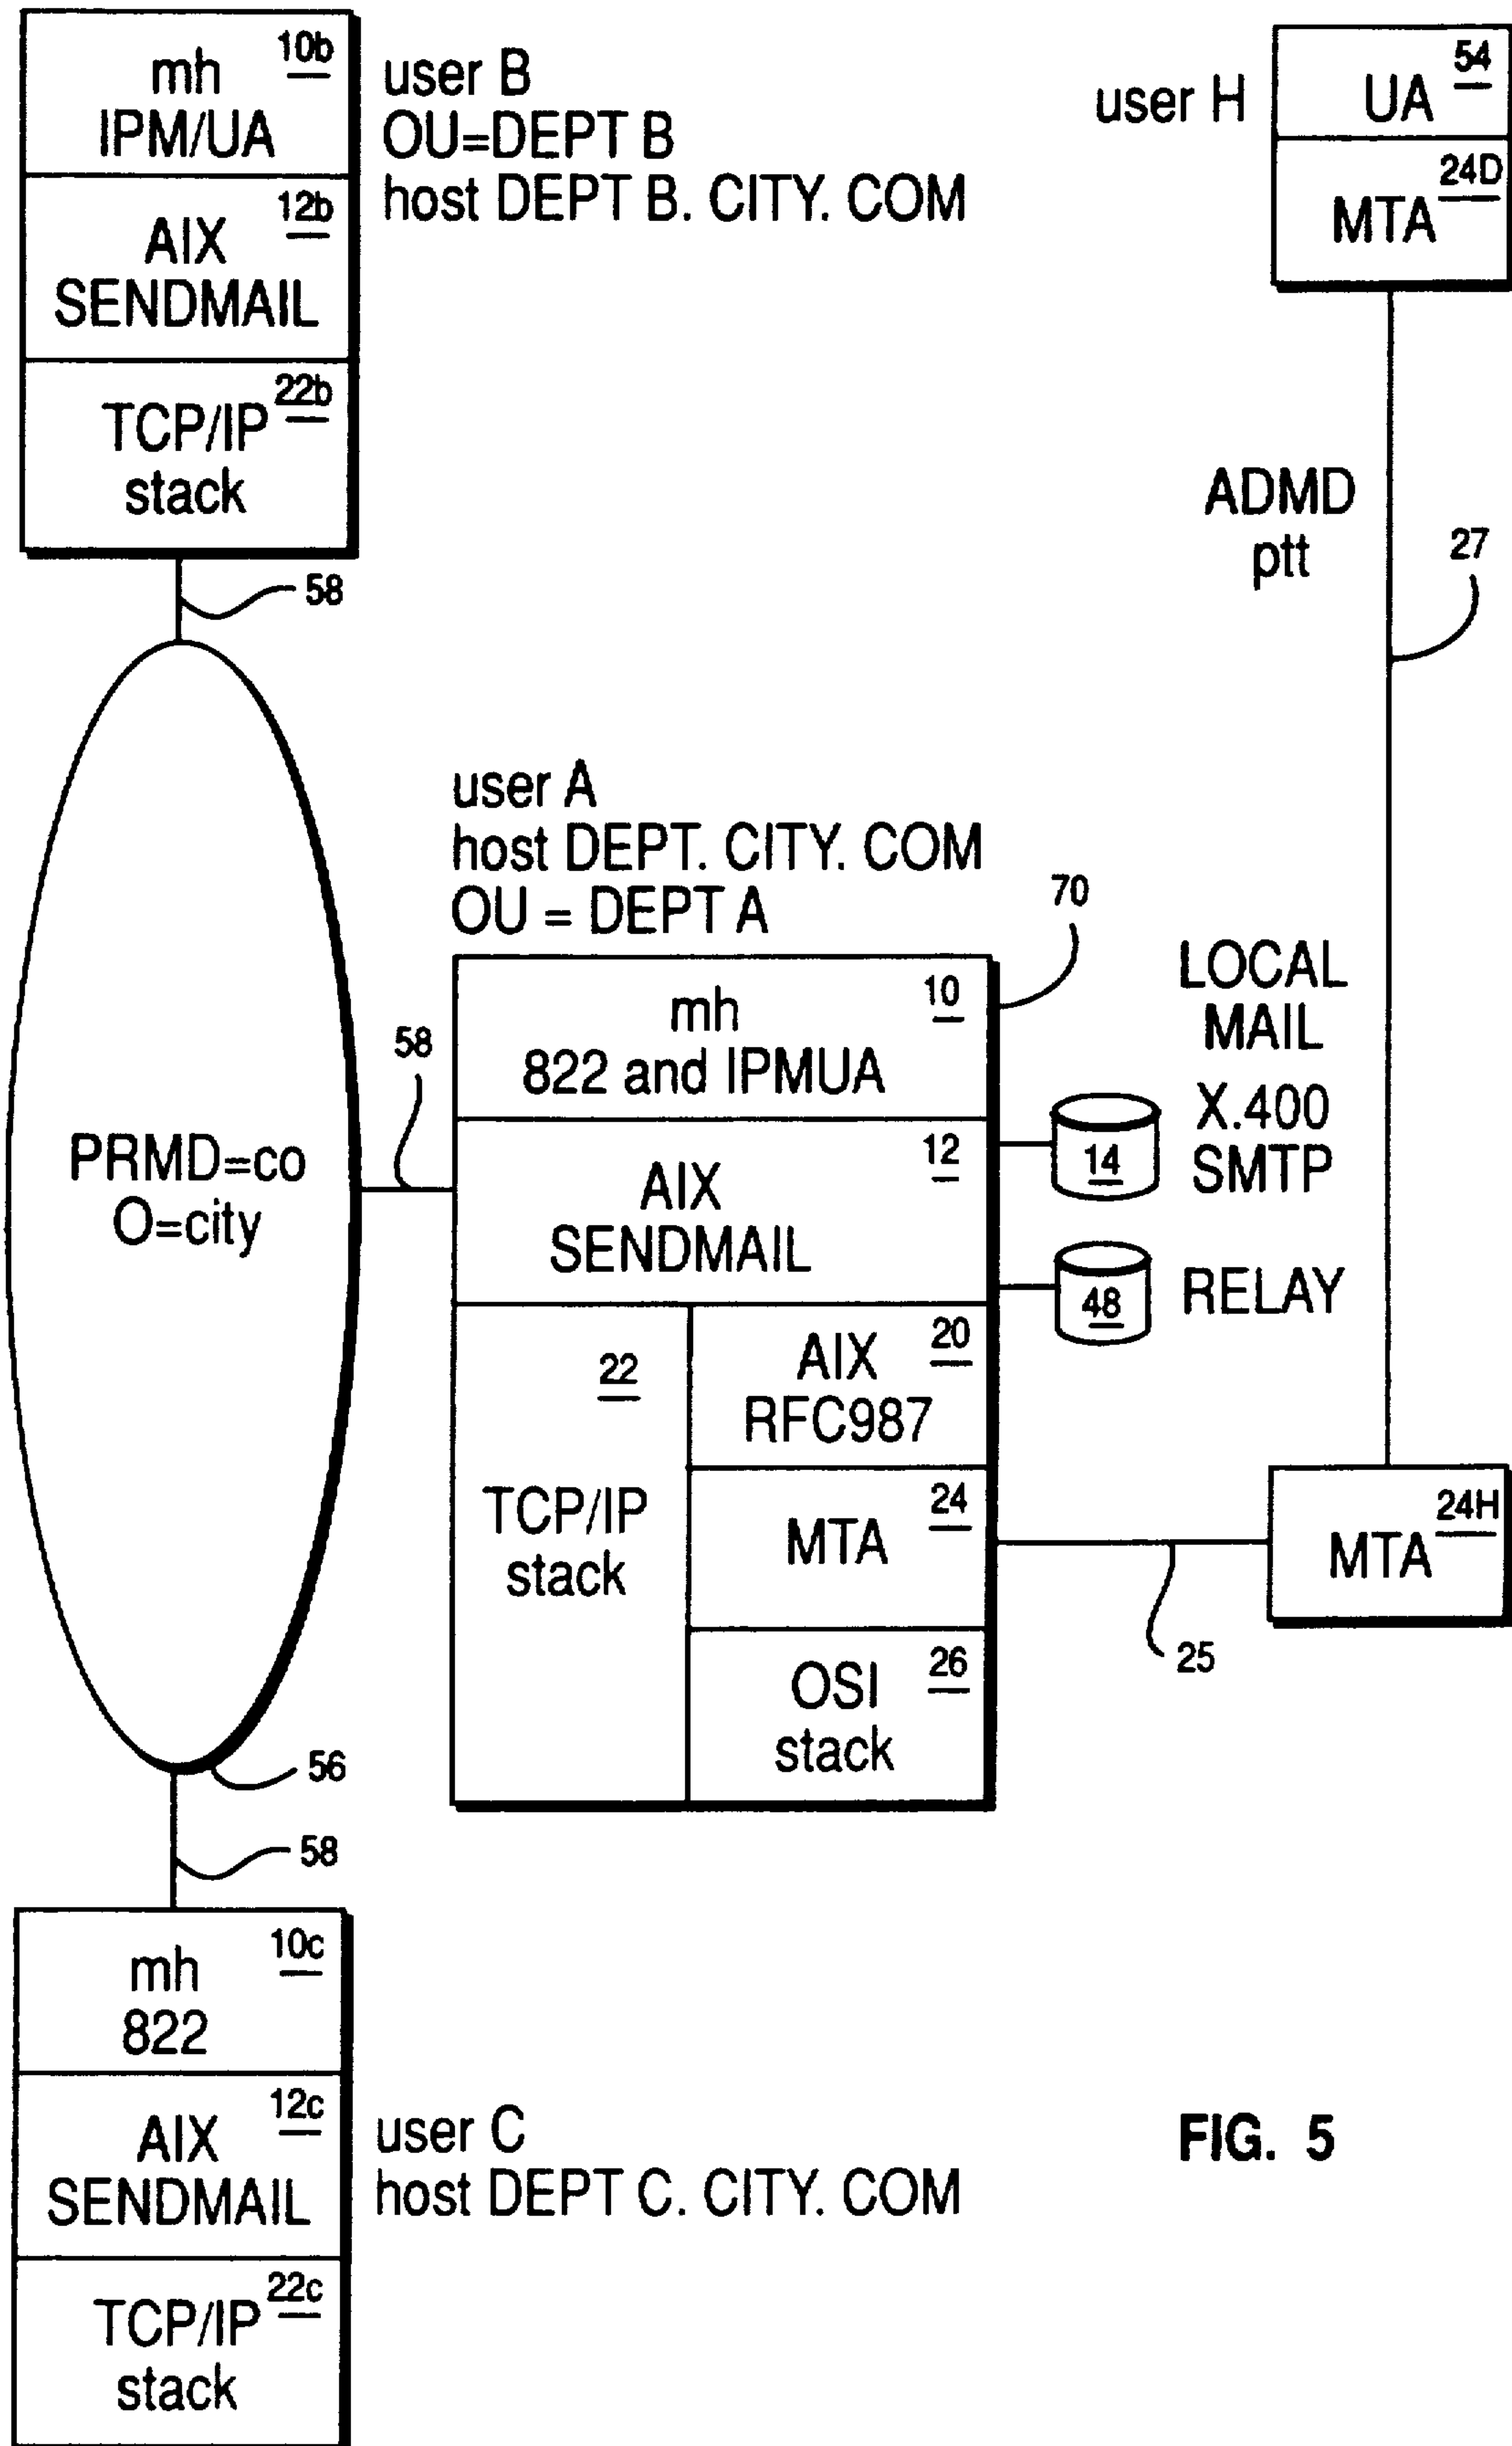 10b
mh
IPM/UA
12b
AIX
SENDMAIL
22b
TCP/IP
stack
user B
OU=DEPT B
host DEPT B. CITY. COM
user H
54
UA
24D
MTA
58
ADMD
ptt
27
PRMD=co
O=city
58
user A
host DEPT. CITY. COM
OU = DEPT A
70
10
mh
822 and IPMUA
12
AIX
SENDMAIL
22
TCP/IP
stack
20
AIX
RFC987
24
MTA
26
OSI
stack
LOCAL
MAIL
X.400
SMTP
14
48
RELAY
24H
MTA
25
56
58
10c
mh
822
12c
AIX
SENDMAIL
22c
TCP/IP
stack
user C
host DEPT C. CITY. COM
FIG. 5